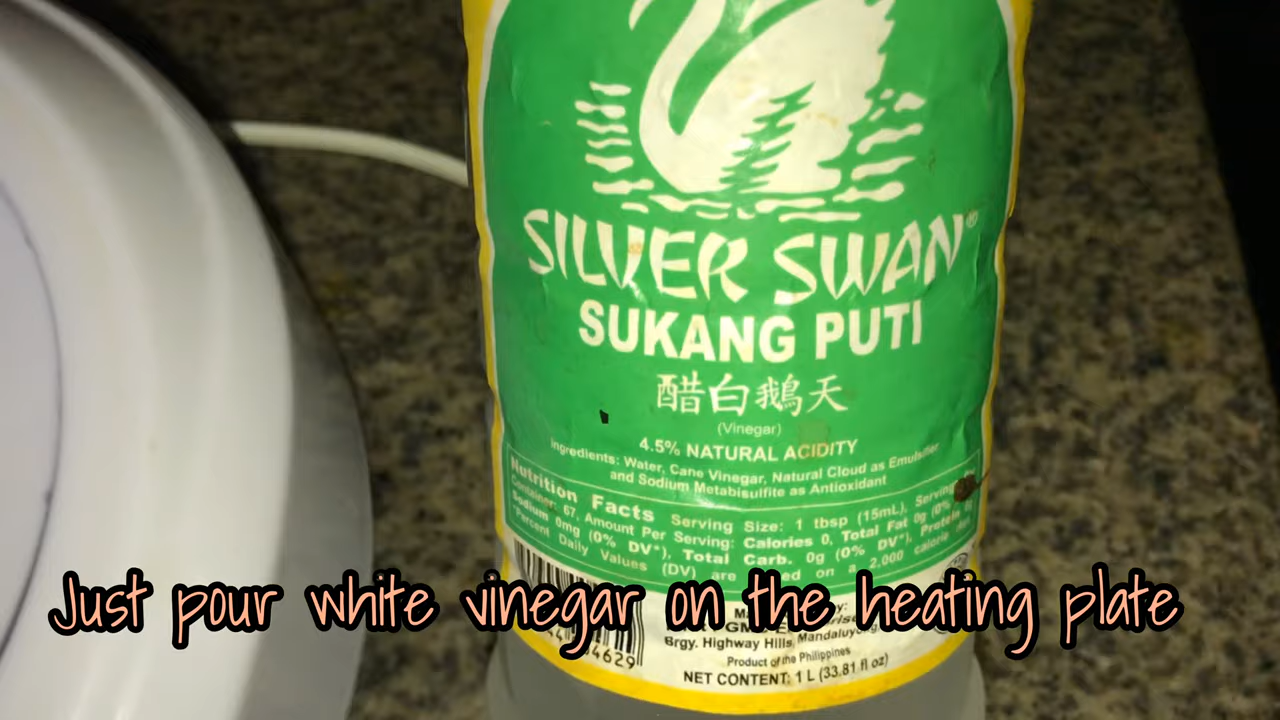 SILVER SWAN®
SUKANG PUTI
醋白鵝天
(Vinegar)
4.5% NATURAL ACIDITY
Ingredients: Water, Cane Vinegar, Natural Cloud as Emulsifier
and Sodium Metabisulfite as Antioxidant
Nutrition Facts Serving Size: 1 tbsp (15mL), Serving
Container: 67, Amount Per Serving: Calories 0, Total Fat 0g (0%
Sodium 0mg (0% DV*), Total Carb. 0g (0% DV*), Protein
*Percent Daily Values (DV) are on a 2,000 calorie
Just pour white vinegar on the heating plate
Brgy. Highway Hills, Mandaluyong
4629
Product of the Philippines
NET CONTENT: 1 L (33.81 fl oz)